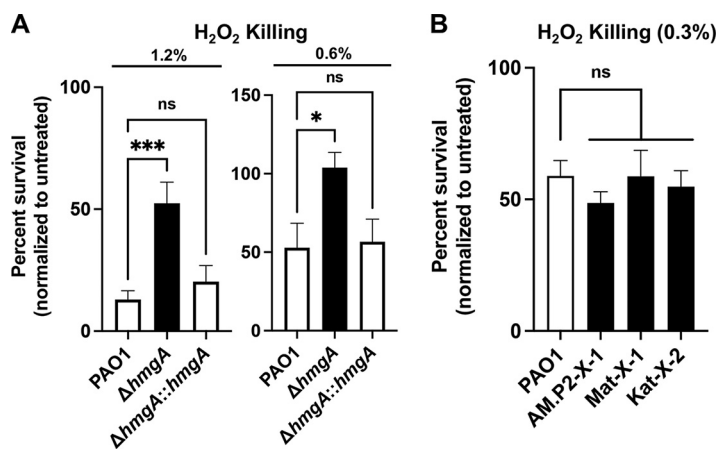 A
H₂O₂ Killing
1.2%
0.6%
Percent survival
(normalized to untreated)
100
50
0
ns
***
PAO1
ΔhmgA
ΔhmgA::hmgA
150
100
50
0
ns
*
PAO1
ΔhmgA
ΔhmgA::hmgA
B
H₂O₂ Killing (0.3%)
Percent survival
(normalized to untreated)
100
50
0
ns
PAO1
AM.P2-X-1
Mat-X-1
Kat-X-2